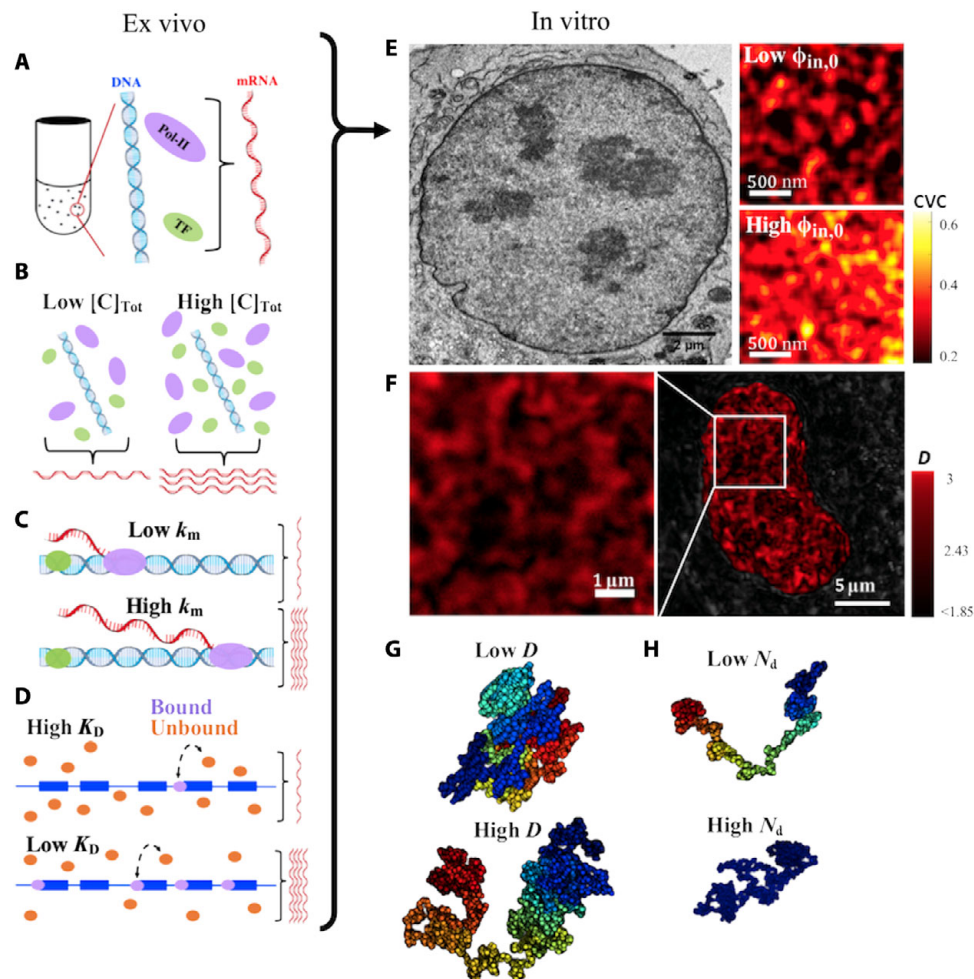 Ex vivo
In vitro
A
DNA
mRNA
Pol-II
TF
B
Low [C]Tot
High [C]Tot
C
Low km
High km
D
Bound
Unbound
High KD
Low KD
E
2 µm
Low ϕin,0
500 nm
High ϕin,0
500 nm
CVC
0.6
0.4
0.2
F
1 µm
5 µm
D
3
2.43
<1.85
G
Low D
High D
H
Low Nd
High Nd